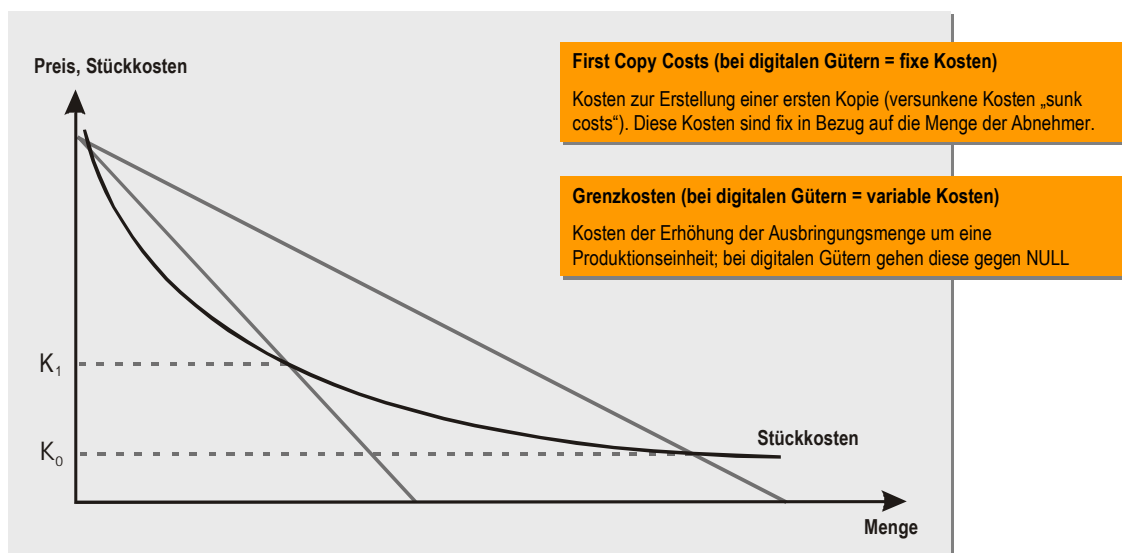 Preis, Stückkosten
First Copy Costs (bei digitalen Gütern = fixe Kosten)
Kosten zur Erstellung einer ersten Kopie (versunkene Kosten „sunk
costs“). Diese Kosten sind fix in Bezug auf die Menge der Abnehmer.
Grenzkosten (bei digitalen Gütern = variable Kosten)
Kosten der Erhöhung der Ausbringungsmenge um eine
Produktionseinheit; bei digitalen Gütern gehen diese gegen NULL
K₁
K₀
Stückkosten
Menge